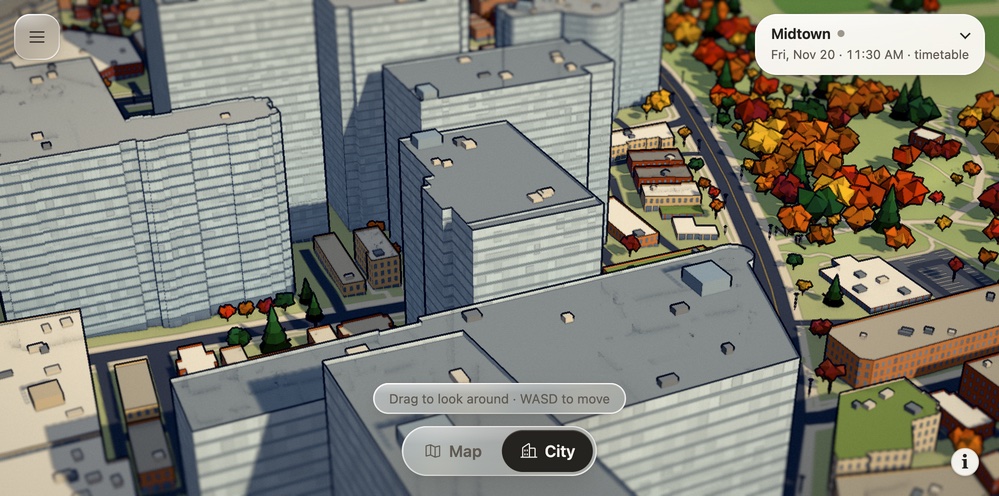 Midtown
Fri, Nov 20 · 11:30 AM · timetable
Drag to look around · WASD to move
Map
City
i